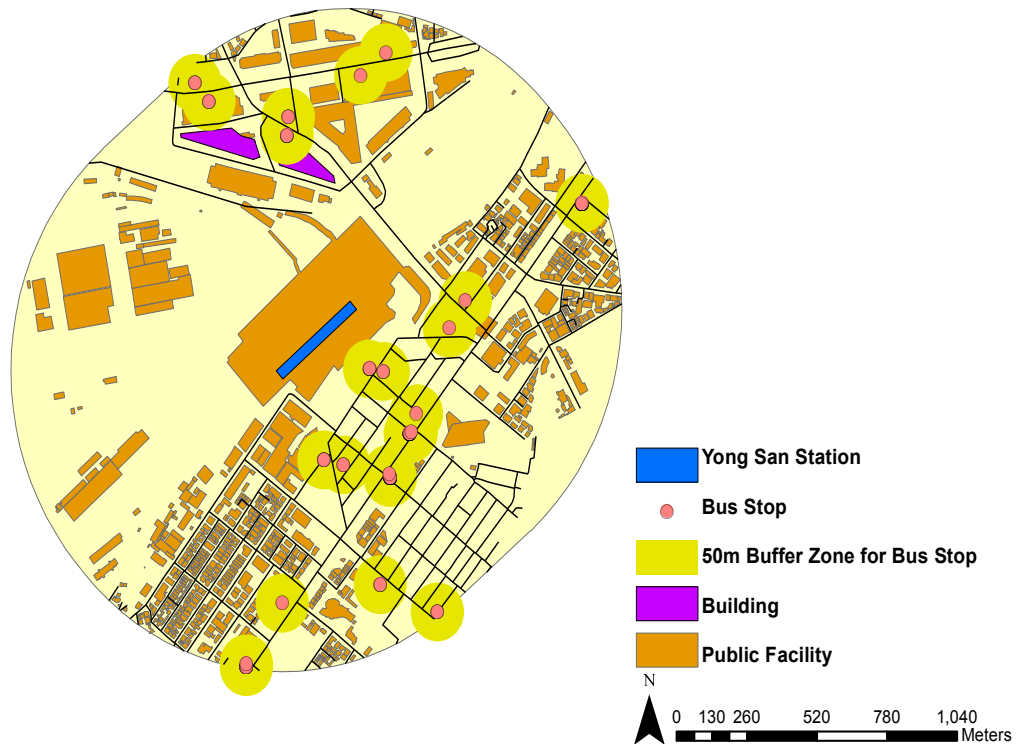 Yong San Station
Bus Stop
50m Buffer Zone for Bus Stop
Building
Public Facility
N
0 130 260 520 780 1,040
Meters